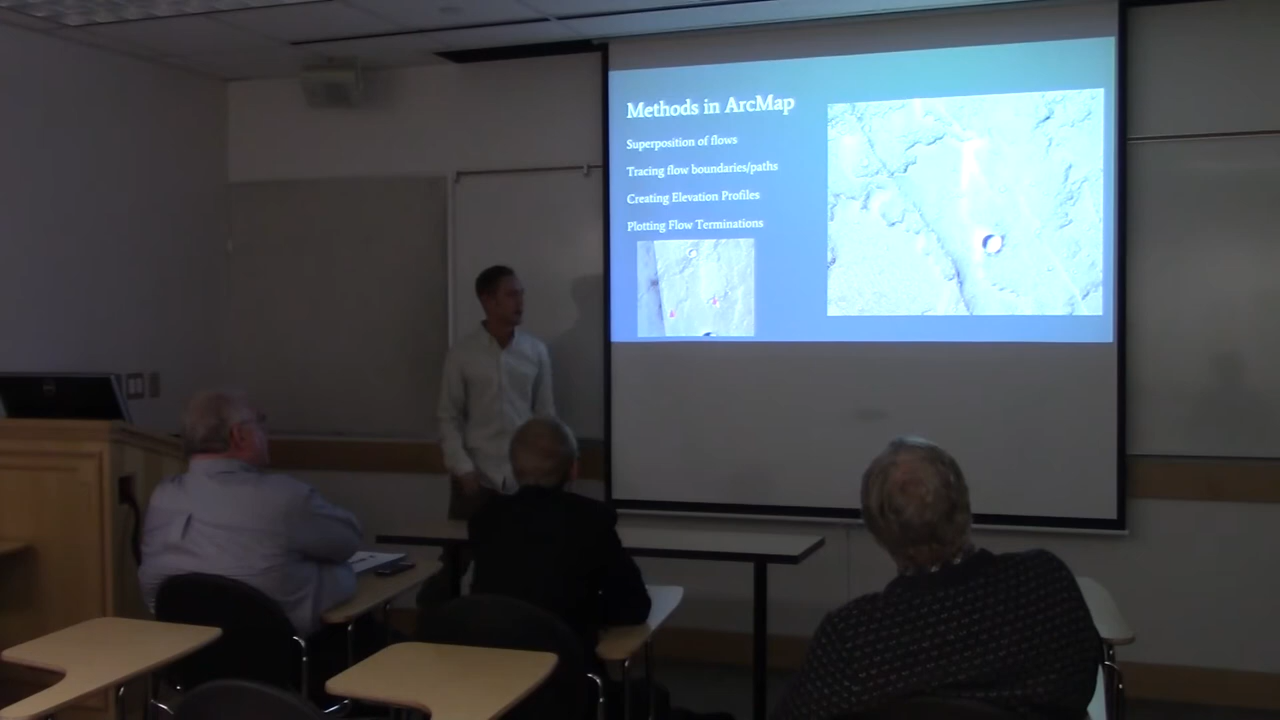 Methods in ArcMap
Superposition of flows
Tracing flow boundaries/paths
Creating Elevation Profiles
Plotting Flow Terminations